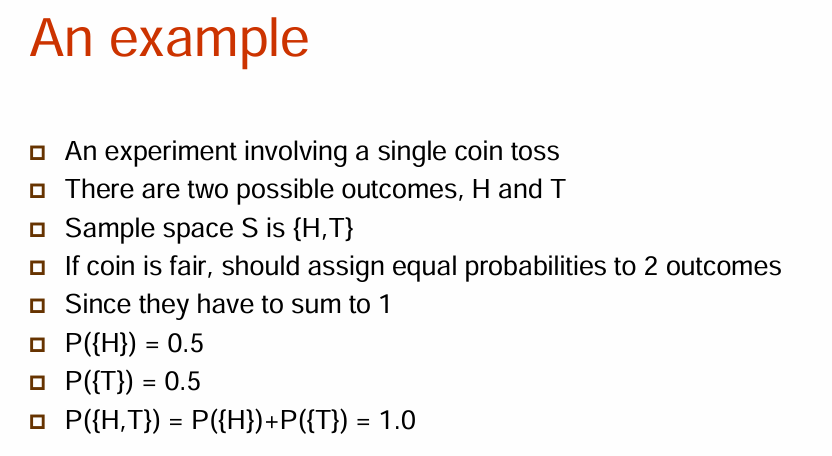 An example
An experiment involving a single coin toss
There are two possible outcomes, H and T
Sample space S is {H,T}
If coin is fair, should assign equal probabilities to 2 outcomes
Since they have to sum to 1
P({H}) = 0.5
P({T}) = 0.5
P({H,T}) = P({H})+P({T}) = 1.0